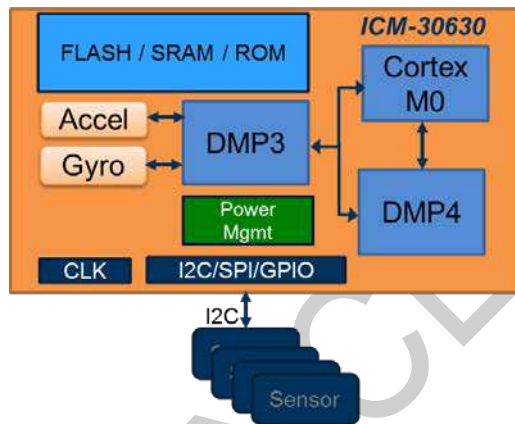 ICM-30630
FLASH / SRAM / ROM
Cortex
M0
Accel
DMP3
Gyro
DMP4
Power
Mgmt
CLK
I2C/SPI/GPIO
I2C
Sensor